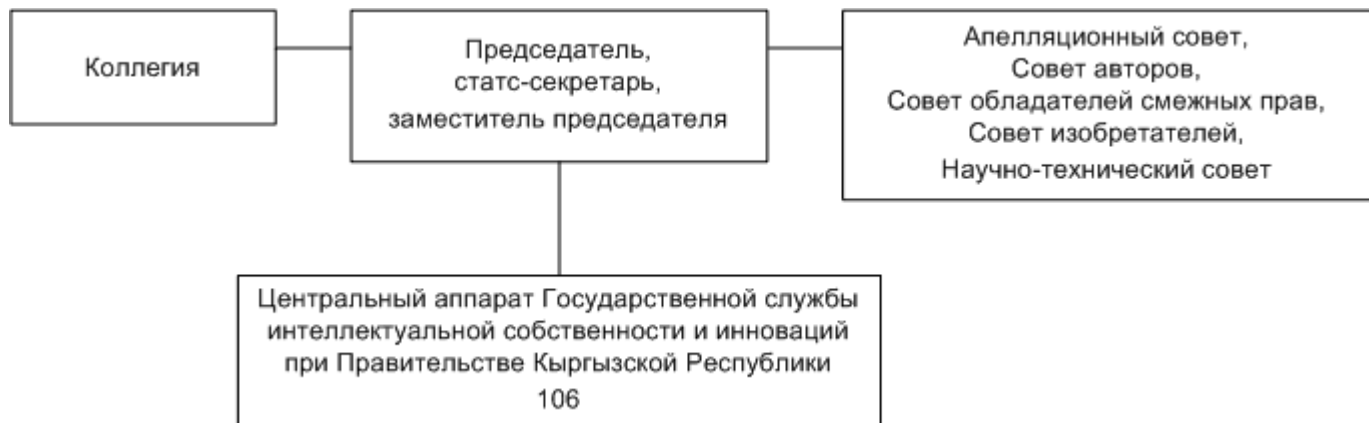 Коллегия
Председатель,
статс-секретарь,
заместитель председателя
Апелляционный совет,
Совет авторов,
Совет обладателей смежных прав,
Совет изобретателей,
Научно-технический совет
Центральный аппарат Государственной службы
интеллектуальной собственности и инноваций
при Правительстве Кыргызской Республики
106